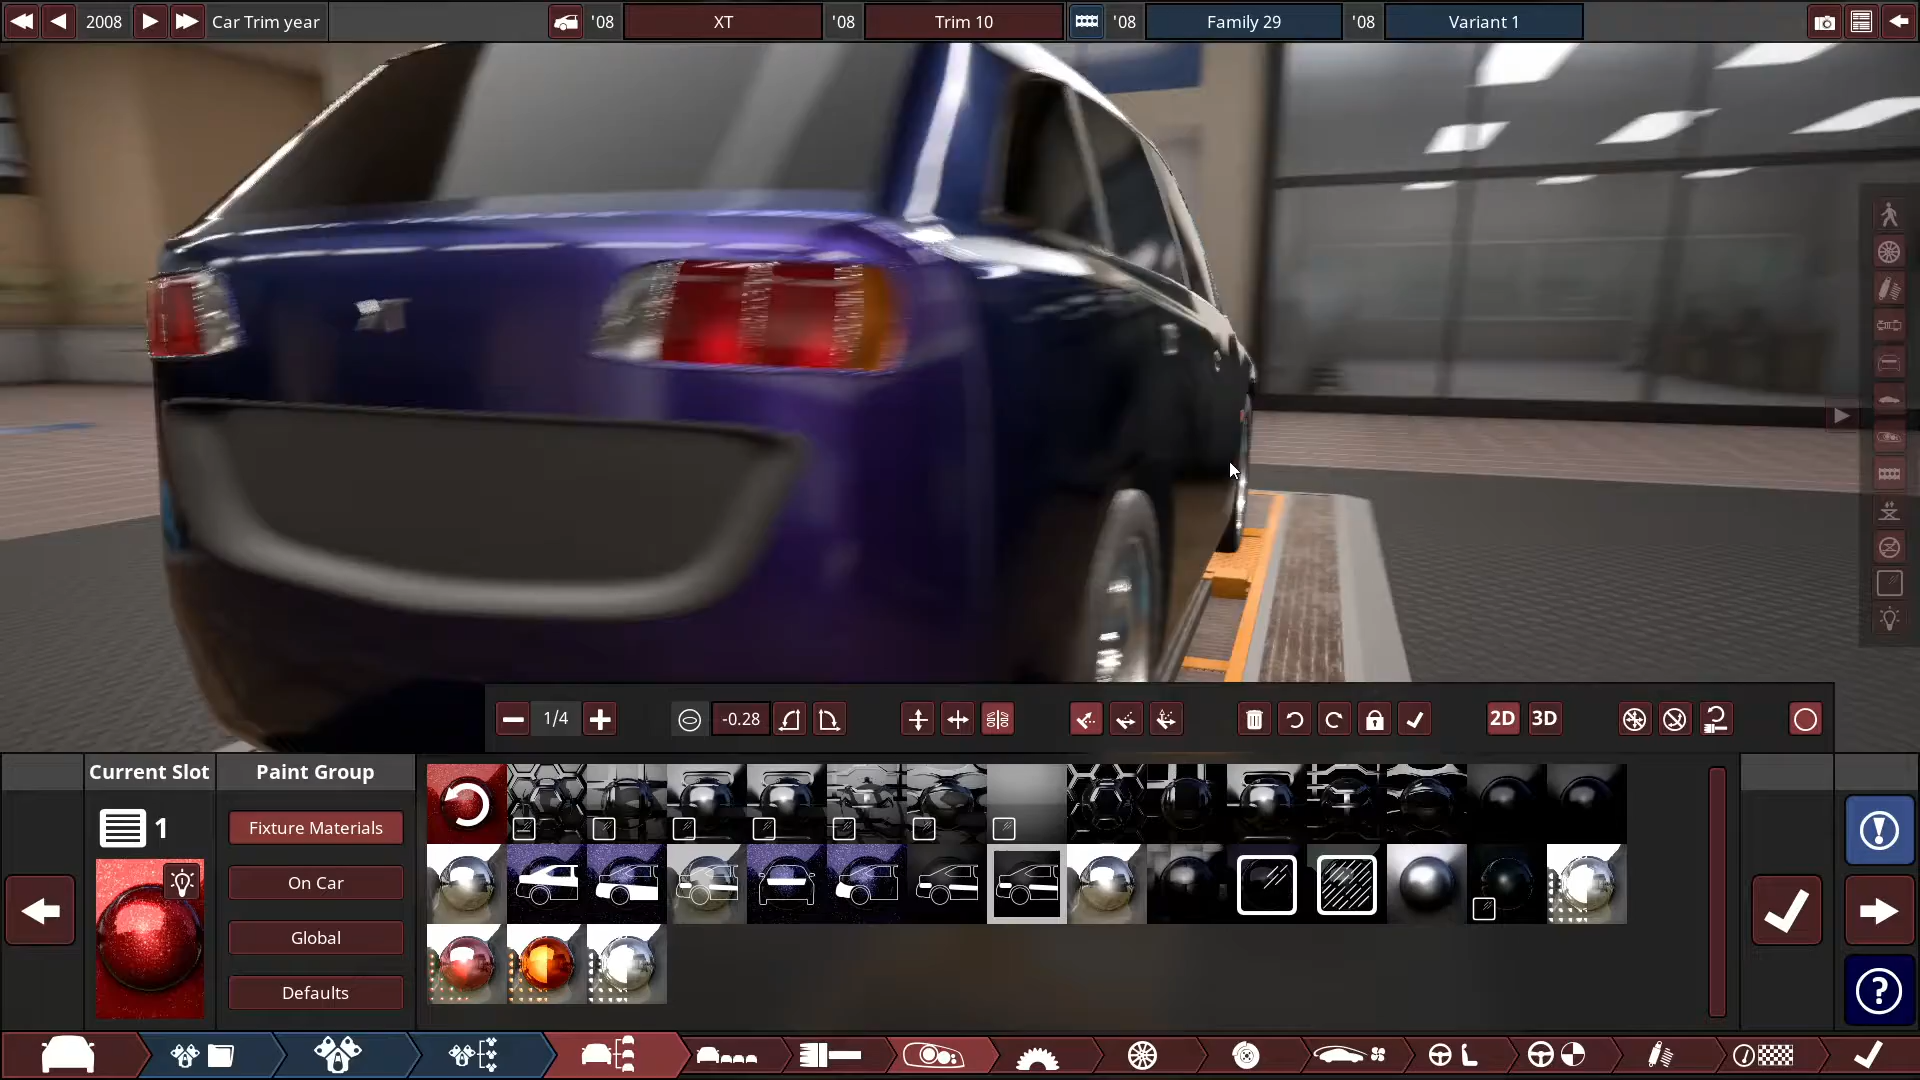 2008 Car Trim year '08 XT '08 Trim 10 '08 Family 29 '08 Variant 1
1/4 -0.28 2D 3D
Current Slot Paint Group
1 Fixture Materials
On Car
Global
Defaults